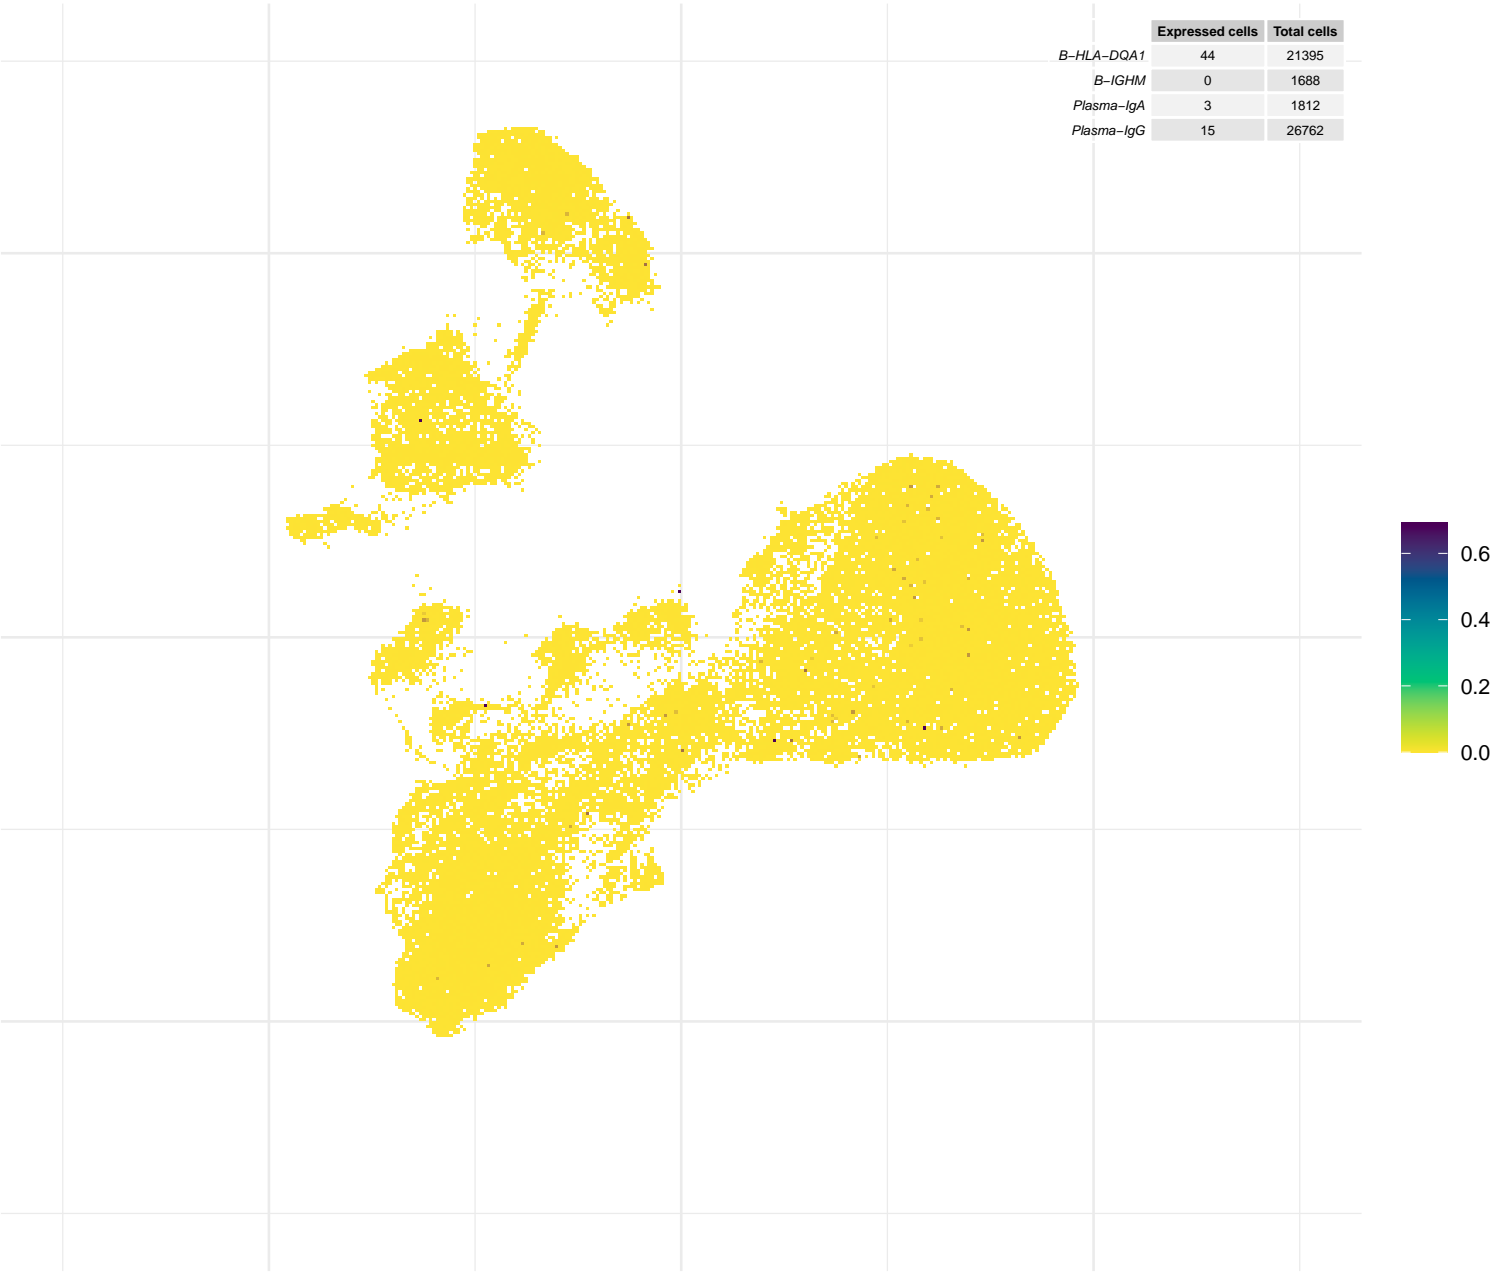 Expressed cells Total cells
B−HLA−DQA1 44 21395
B−IGHM 0 1688
Plasma−IgA 3 1812
Plasma−IgG 15 26762
0.6
0.4
0.2
0.0